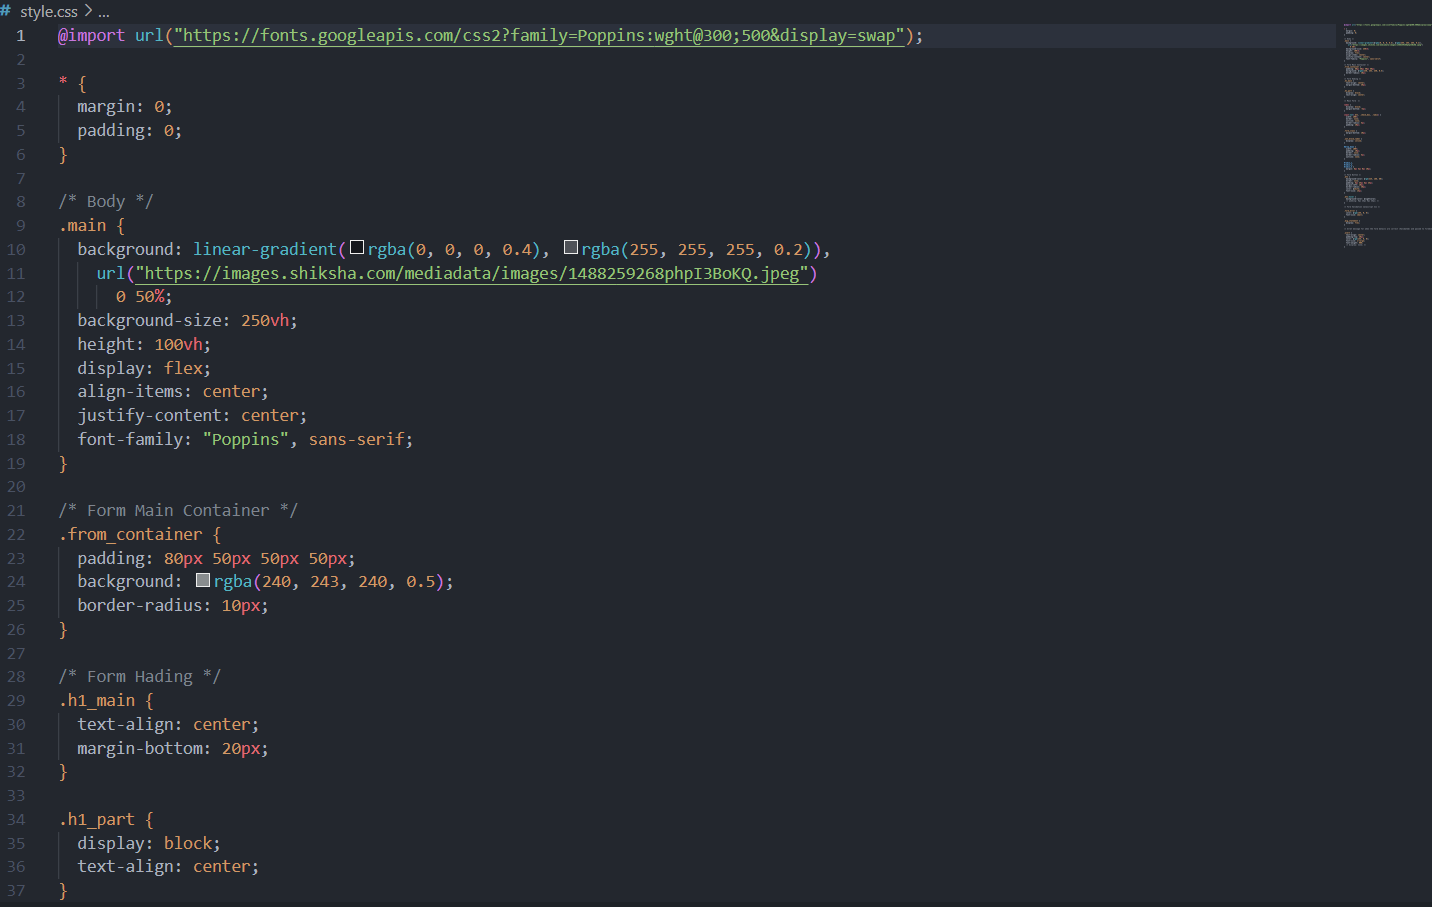 # style.css > ...
1 @import url("https://fonts.googleapis.com/css2?family=Poppins:wght@300;500&display=swap");
2
3 * {
4 margin: 0;
5 padding: 0;
6 }
7
8 /* Body */
9 .main {
10 background: linear-gradient(rgba(0, 0, 0, 0.4), rgba(255, 255, 255, 0.2)),
11 url("https://images.shiksha.com/mediadata/images/1488259268phpI3BoKQ.jpeg")
12 0 50%;
13 background-size: 250vh;
14 height: 100vh;
15 display: flex;
16 align-items: center;
17 justify-content: center;
18 font-family: "Poppins", sans-serif;
19 }
20
21 /* Form Main Container */
22 .from_container {
23 padding: 80px 50px 50px 50px;
24 background: rgba(240, 243, 240, 0.5);
25 border-radius: 10px;
26 }
27
28 /* Form Hading */
29 .h1_main {
30 text-align: center;
31 margin-bottom: 20px;
32 }
33
34 .h1_part {
35 display: block;
36 text-align: center;
37 }